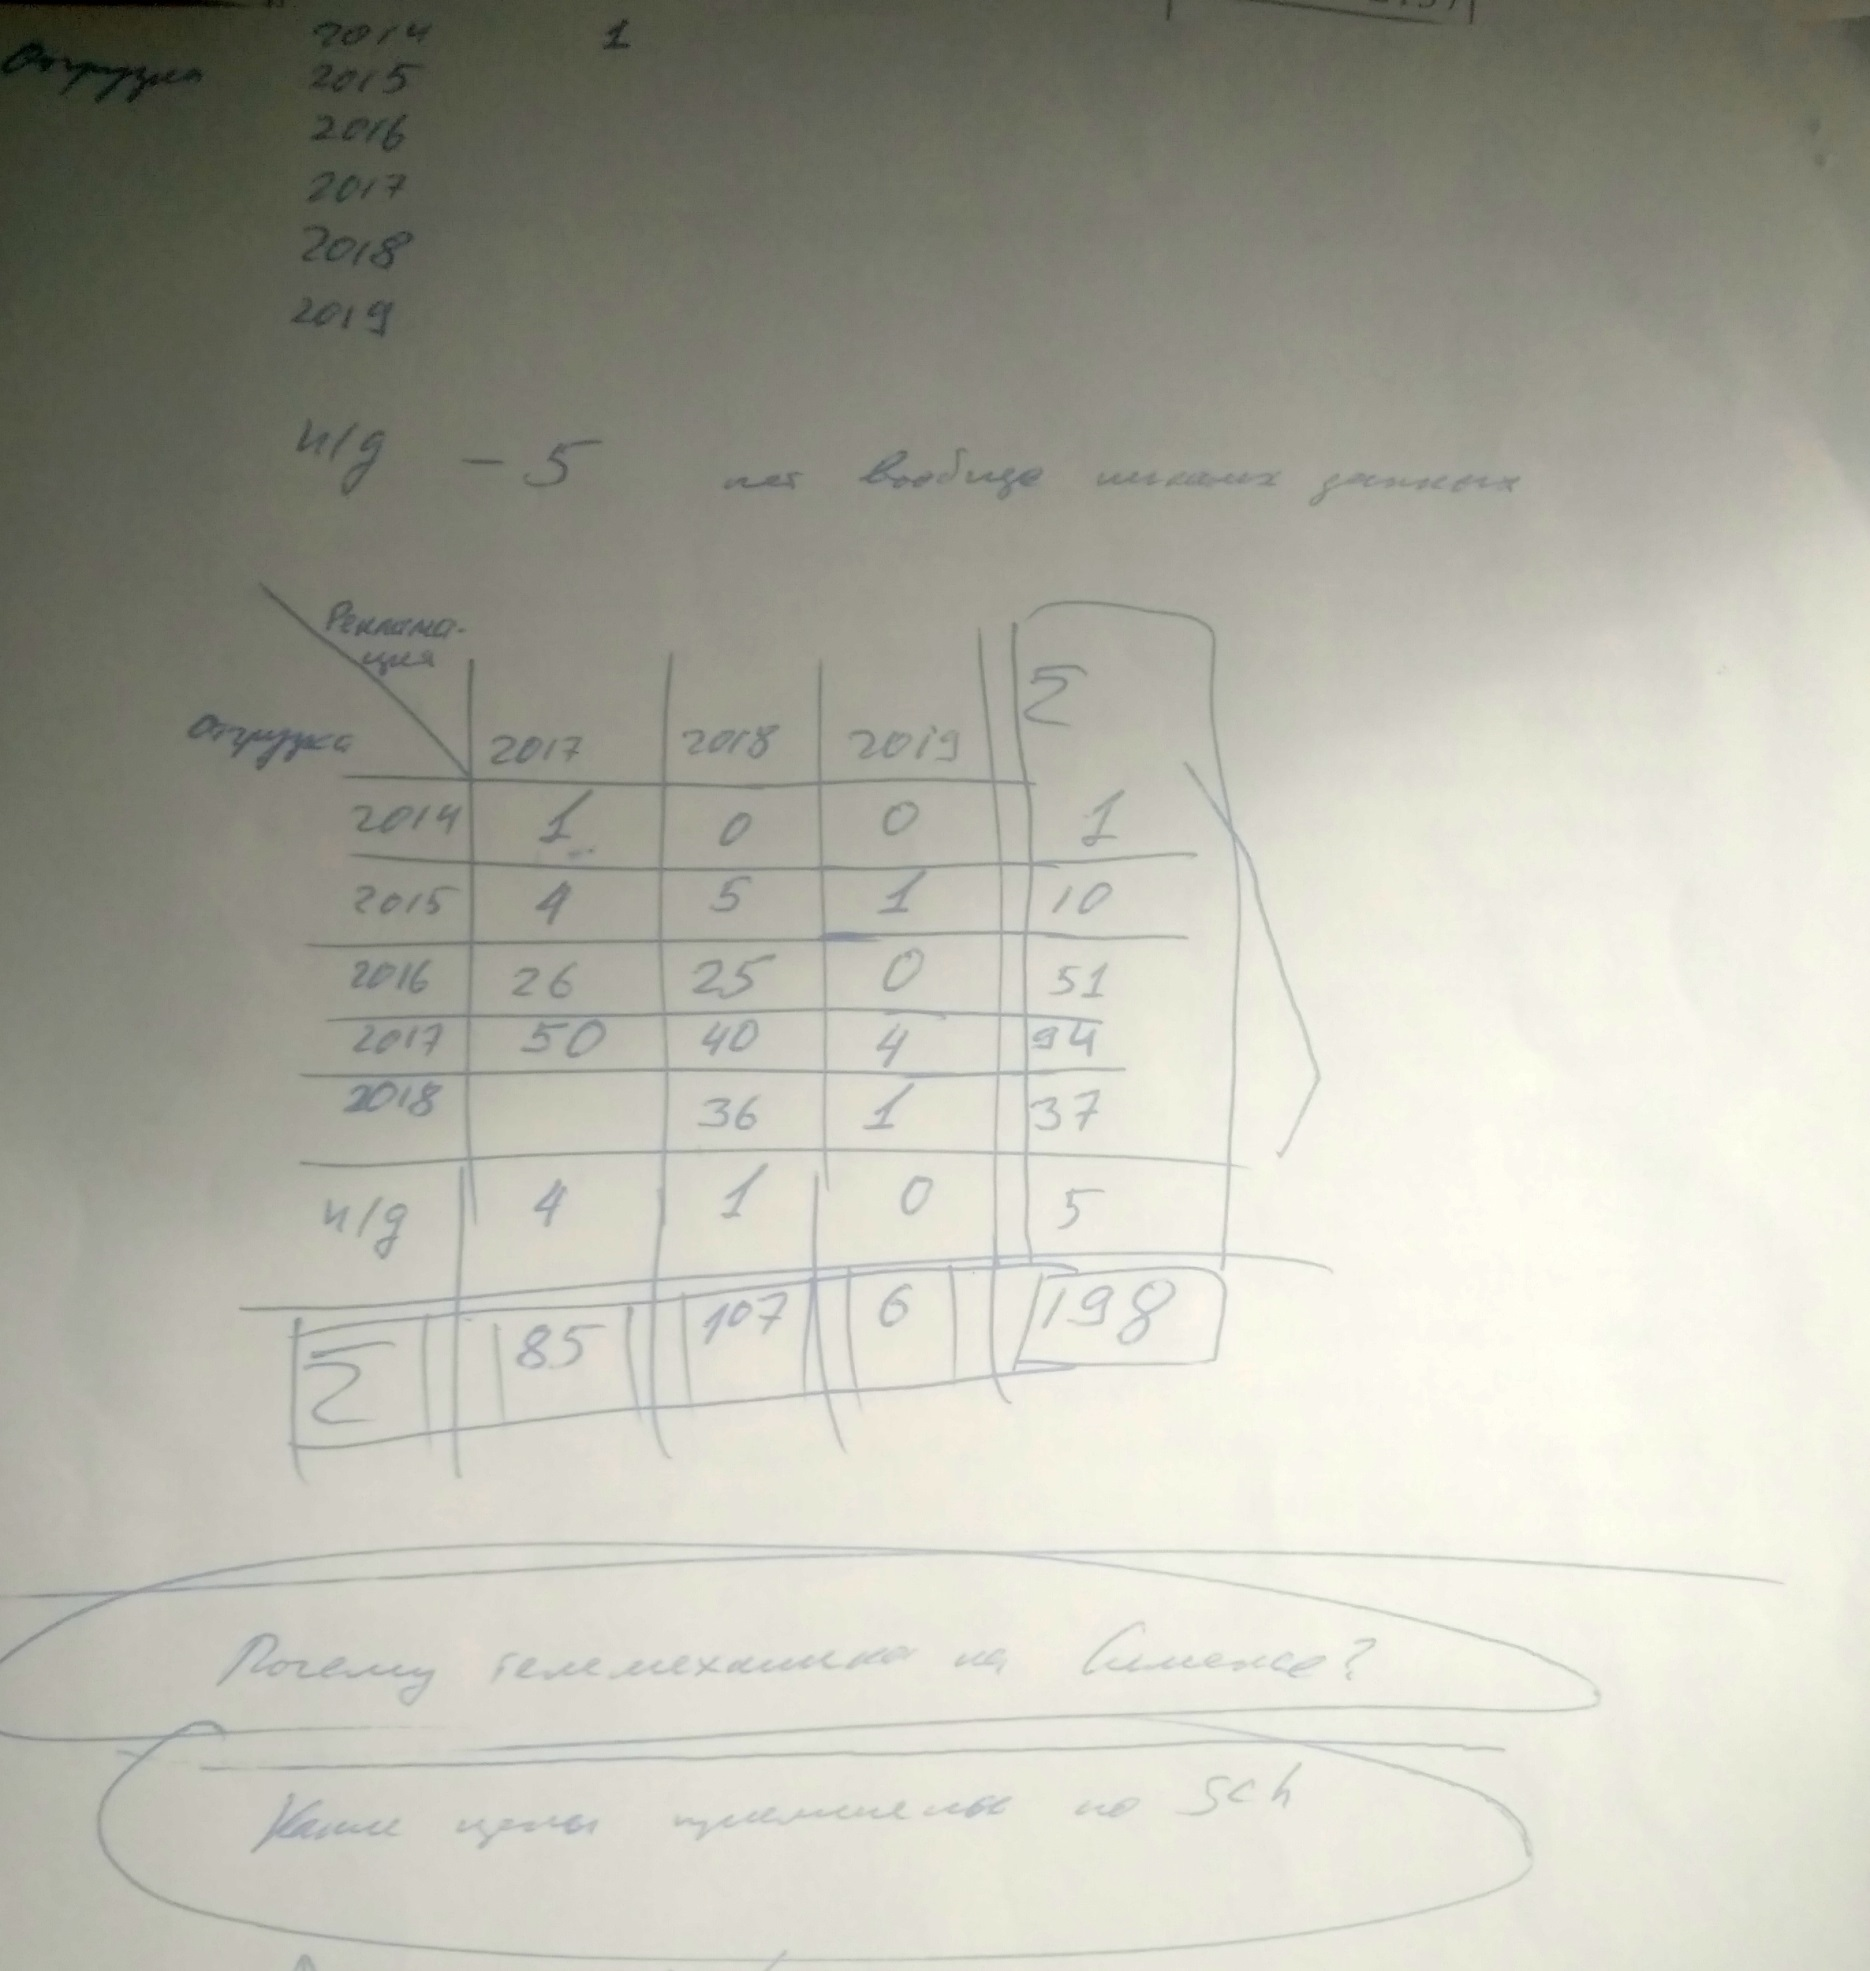 2014 1
Отгрузка 2015
2016
2017
2018
2019
н/д - 5 нет вообще никаких данных
Реклама-
ция
Отгрузка 2017 2018 2019 Σ
2014 1 0 0 1
2015 4 5 1 10
2016 26 25 0 51
2017 50 40 4 94
2018 36 1 37
н/д 4 1 0 5
Σ 85 107 6 198
Почему телемеханика на Сименсе?
Какие цены по Sch